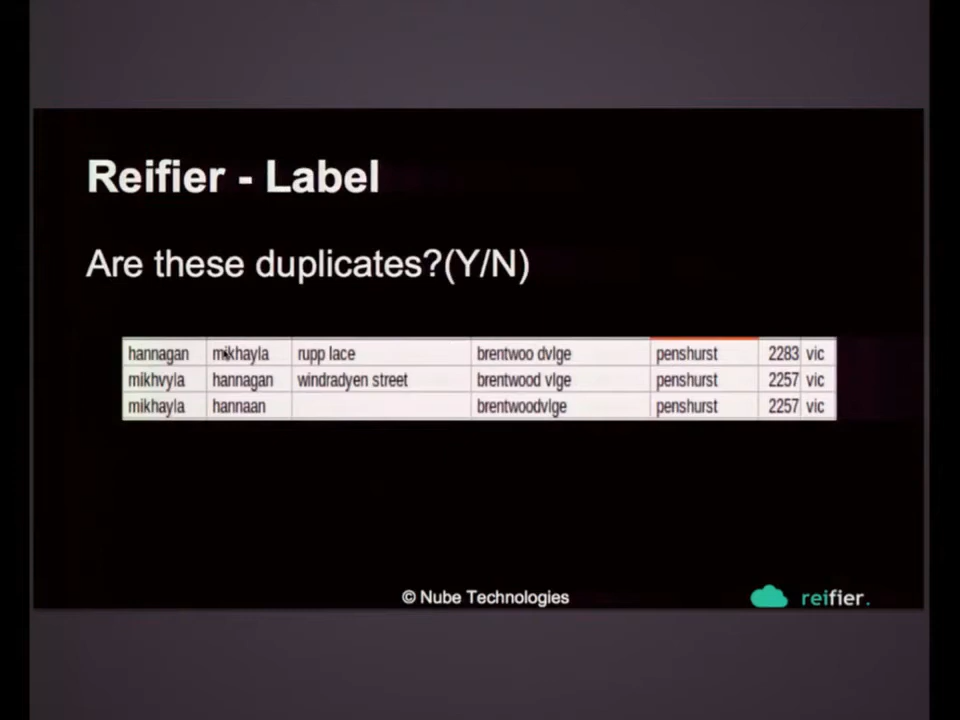 Reifier - Label
Are these duplicates?(Y/N)
hannagan mikhayla rupp lace brentwoo dvlge penshurst 2283 vic
mikhvyla hannagan windradyen street brentwood vlge penshurst 2257 vic
mikhayla hannaan brentwoodvlge penshurst 2257 vic
© Nube Technologies
reifier.